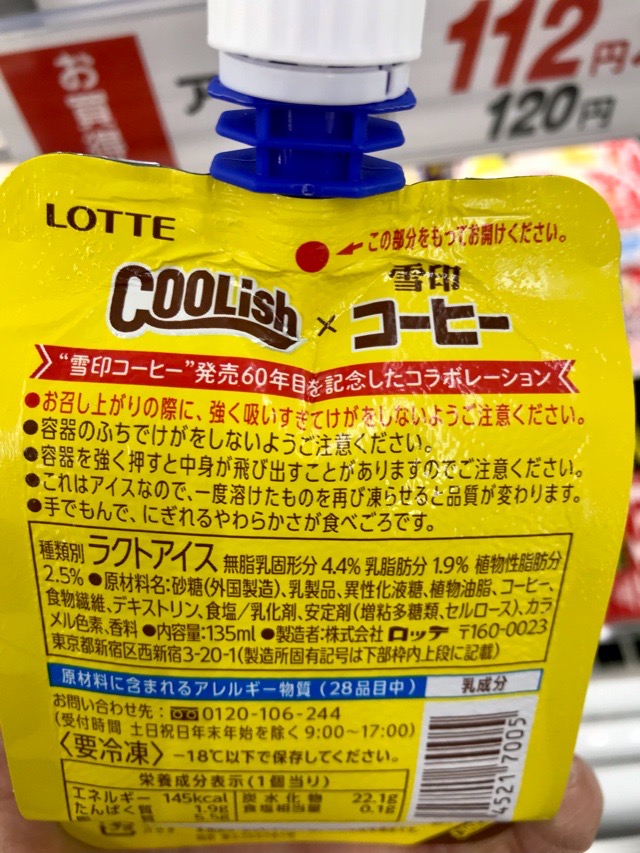 お買得
ア
112円
120円
LOTTE
この部分をもってお開けください。
COOLish × 雪印コーヒー
"雪印コーヒー"発売60年目を記念したコラボレーション
●お召し上がりの際に、強く吸いすぎてけがをしないようご注意ください。
●容器のふちでけがをしないようご注意ください。
●容器を強く押すと中身が飛び出すことがありますのでご注意ください。
●これはアイスなので、一度溶けたものを再び凍らせると品質が変わります。
●手でもんで、にぎれるやわらかさが食べごろです。
種類別 ラクトアイス 無脂乳固形分 4.4% 乳脂肪分 1.9% 植物性脂肪分
2.5% ●原材料名:砂糖(外国製造)、乳製品、異性化液糖、植物油脂、コーヒー、
食物繊維、デキストリン、食塩/乳化剤、安定剤(増粘多糖類、セルロース)、カラ
メル色素、香料 ●内容量:135ml ●製造者:株式会社 ロッテ 〒160-0023
東京都新宿区西新宿3-20-1(製造所固有記号は下部枠内上段に記載)
原材料に含まれるアレルギー物質(28品目中) 乳成分
お問い合わせ先: 0120-106-244
(受付時間 土日祝日年末年始を除く 9:00~17:00)
〈要冷凍〉 -18℃以下で保存してください。
栄養成分表示(1個当り)
エネルギー 145kcal 炭水化物 22.1g
たんぱく質 1.9g 食塩相当量 0.1g
5.5g
45217005